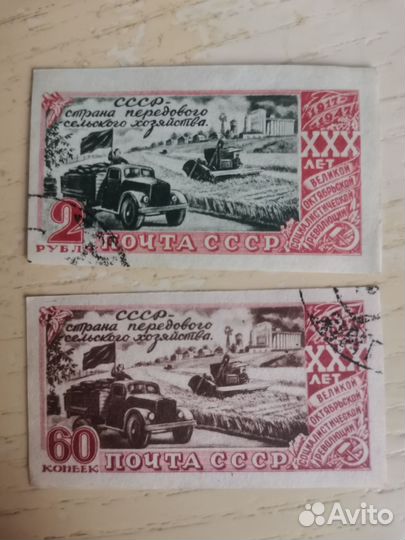 СССР-
страна передового
сельского хозяйства.
1917-
1947
XXX
ЛЕТ
ВЕЛИКОЙ
ОКТЯБРЬСКОЙ
СОЦИАЛИСТИЧЕСКОЙ
РЕВОЛЮЦИИ
2
РУБЛЯ
ПОЧТА СССР
СССР-
страна передового
сельского хозяйства.
XXX
ЛЕТ
ВЕЛИКОЙ
ОКТЯБРЬСКОЙ
СОЦИАЛИСТИЧЕСКОЙ
РЕВОЛЮЦИИ
60
КОПЕЕК
ПОЧТА СССР
Avito